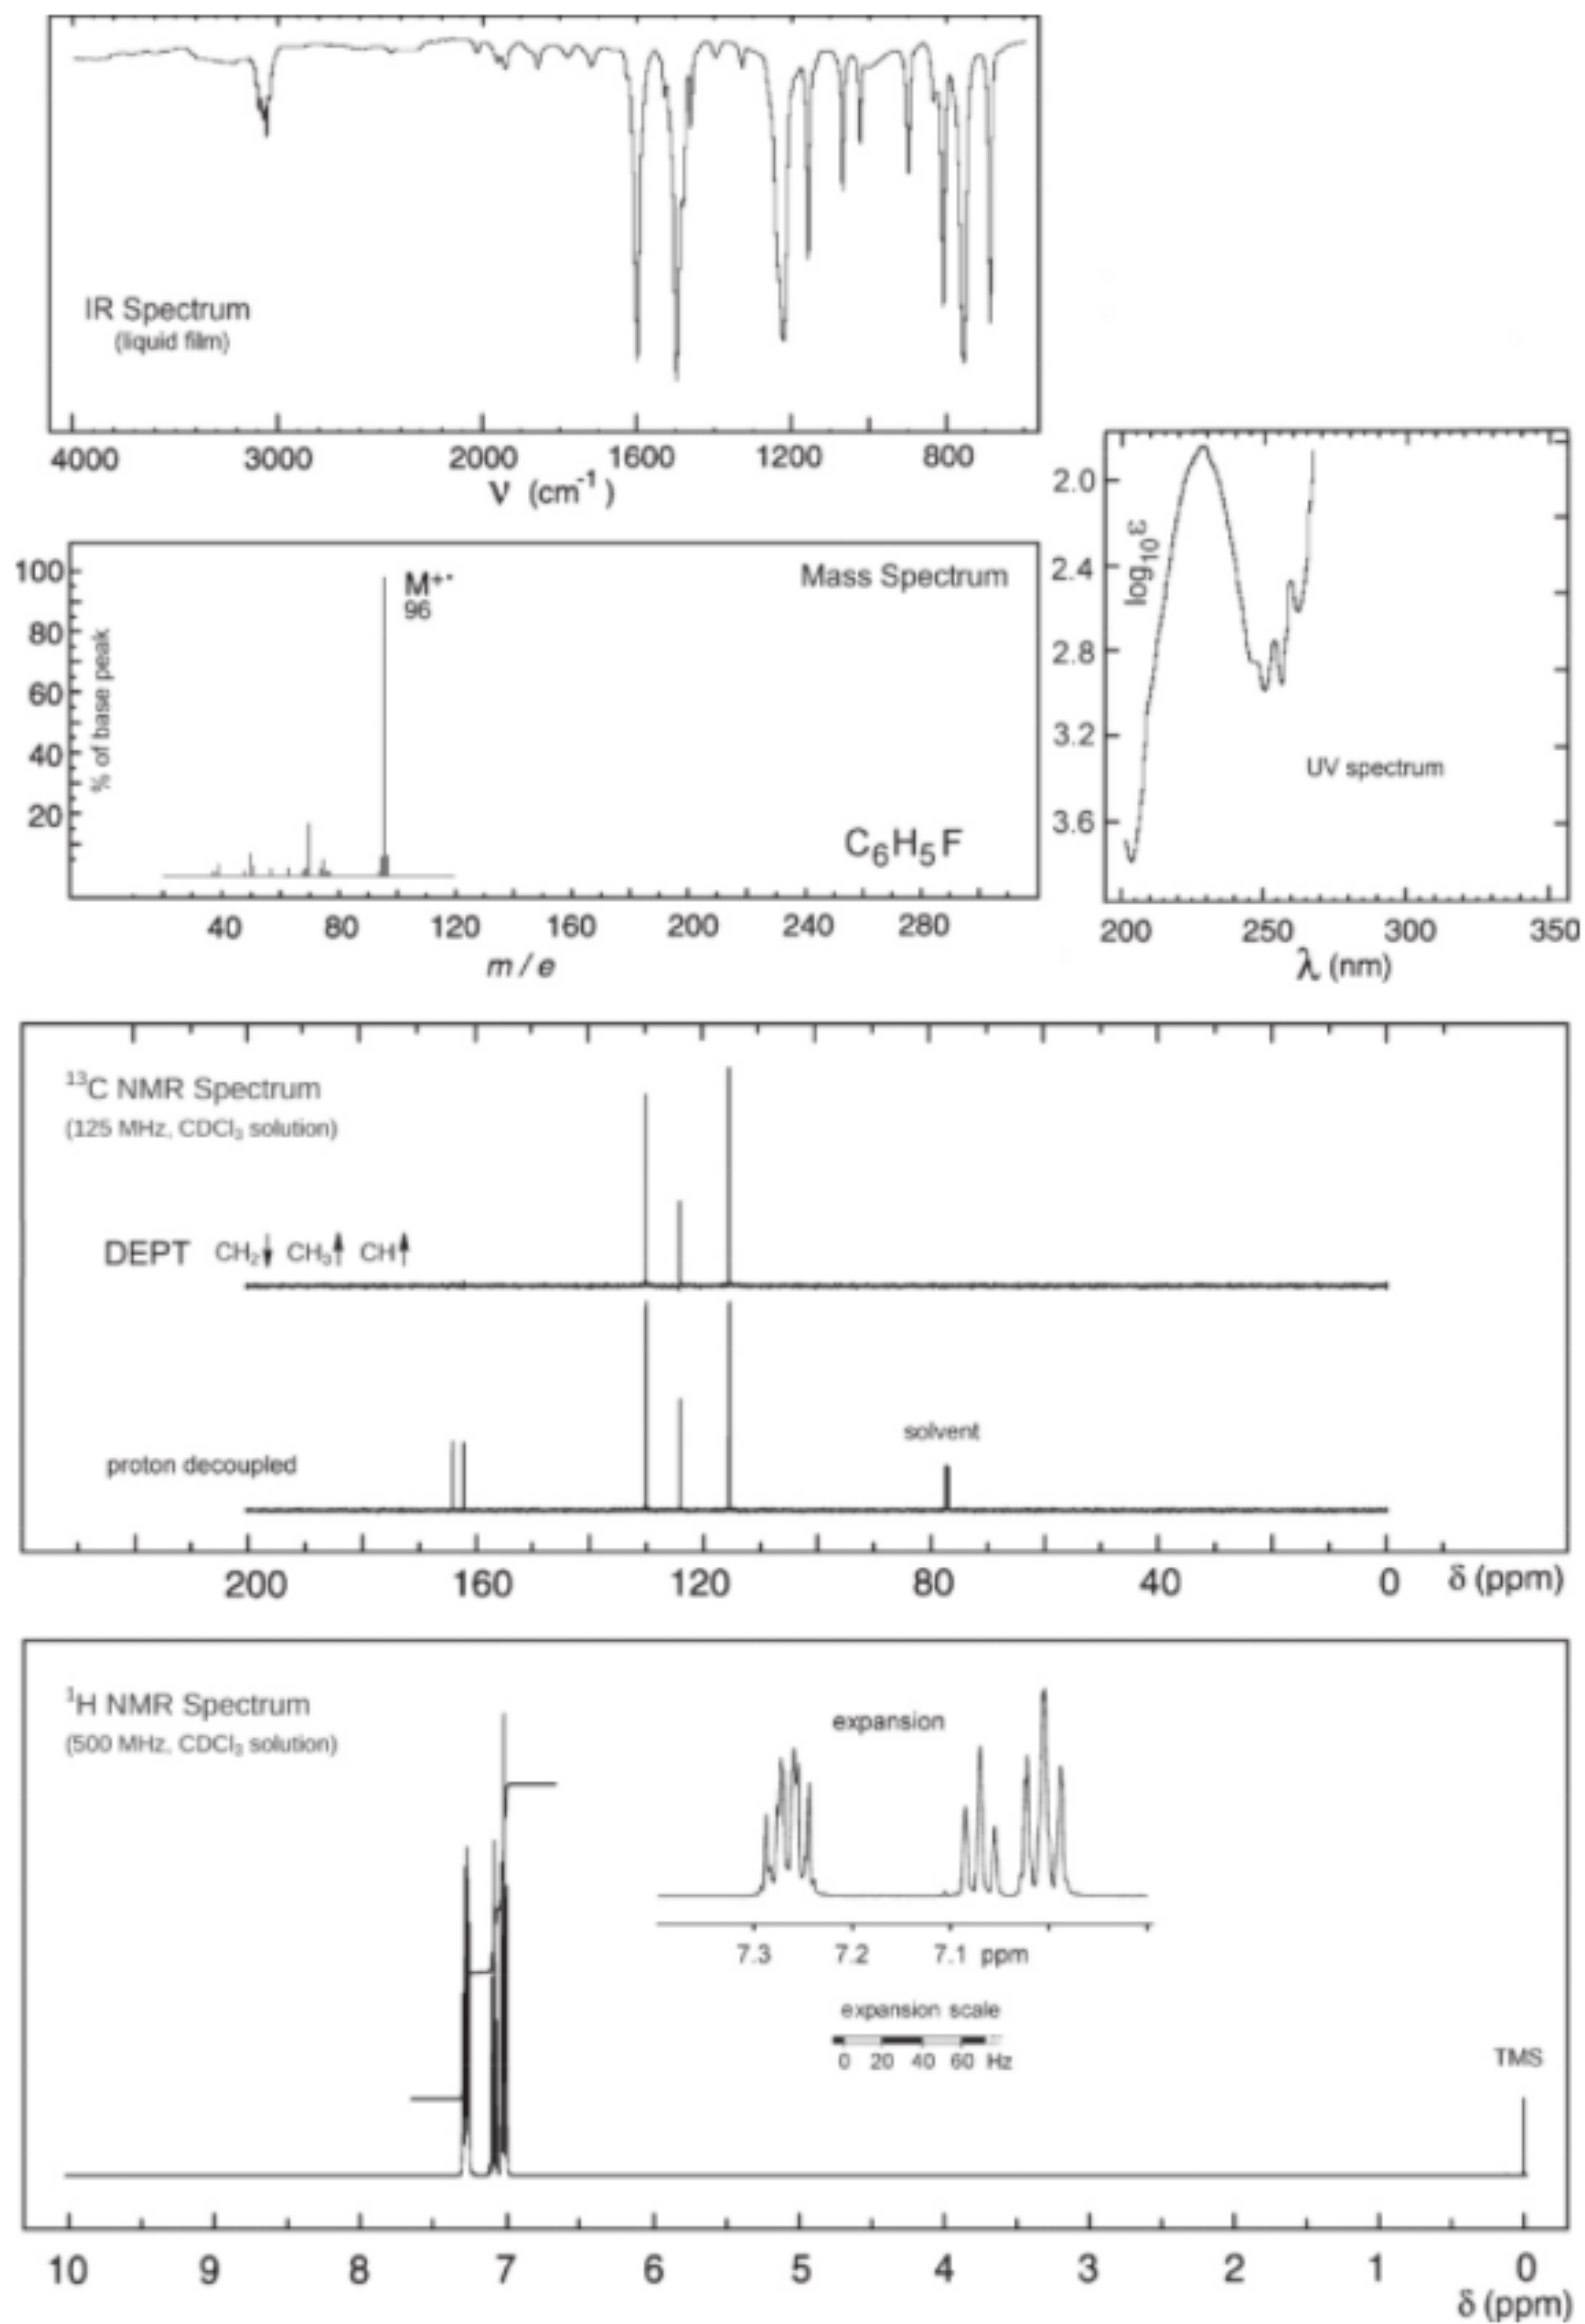 IR Spectrum
(liquid film)
4000 3000 2000 1600 1200 800
ν (cm-1 )
2.0
2.4
2.8
3.2
3.6
log10ε
UV spectrum
200 250 300 350
λ (nm)
100
80
60
40
20
% of base peak
M+·
96
Mass Spectrum
C6H5F
40 80 120 160 200 240 280
m / e
13C NMR Spectrum
(125 MHz, CDCl3 solution)
DEPT CH2 CH3 CH
proton decoupled
solvent
200 160 120 80 40 0 δ (ppm)
1H NMR Spectrum
(500 MHz, CDCl3 solution)
expansion
7.3 7.2 7.1 ppm
expansion scale
0 20 40 60 Hz
TMS
10 9 8 7 6 5 4 3 2 1 0
δ (ppm)